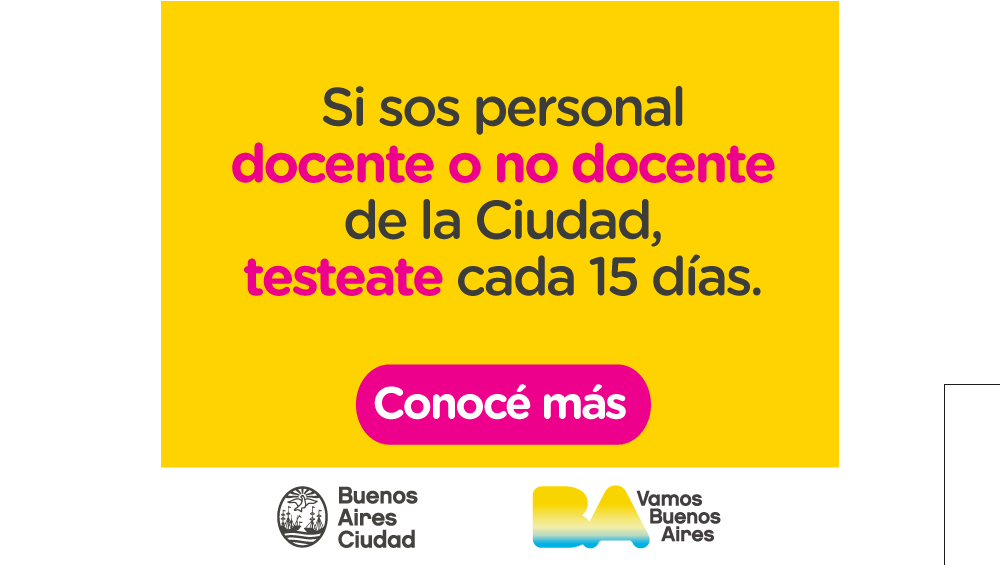 Si sos personal
docente o no docente
de la Ciudad,
testeate cada 15 días.
Conocé más
Buenos
Aires
Ciudad
BA
Vamos
Buenos
Aires